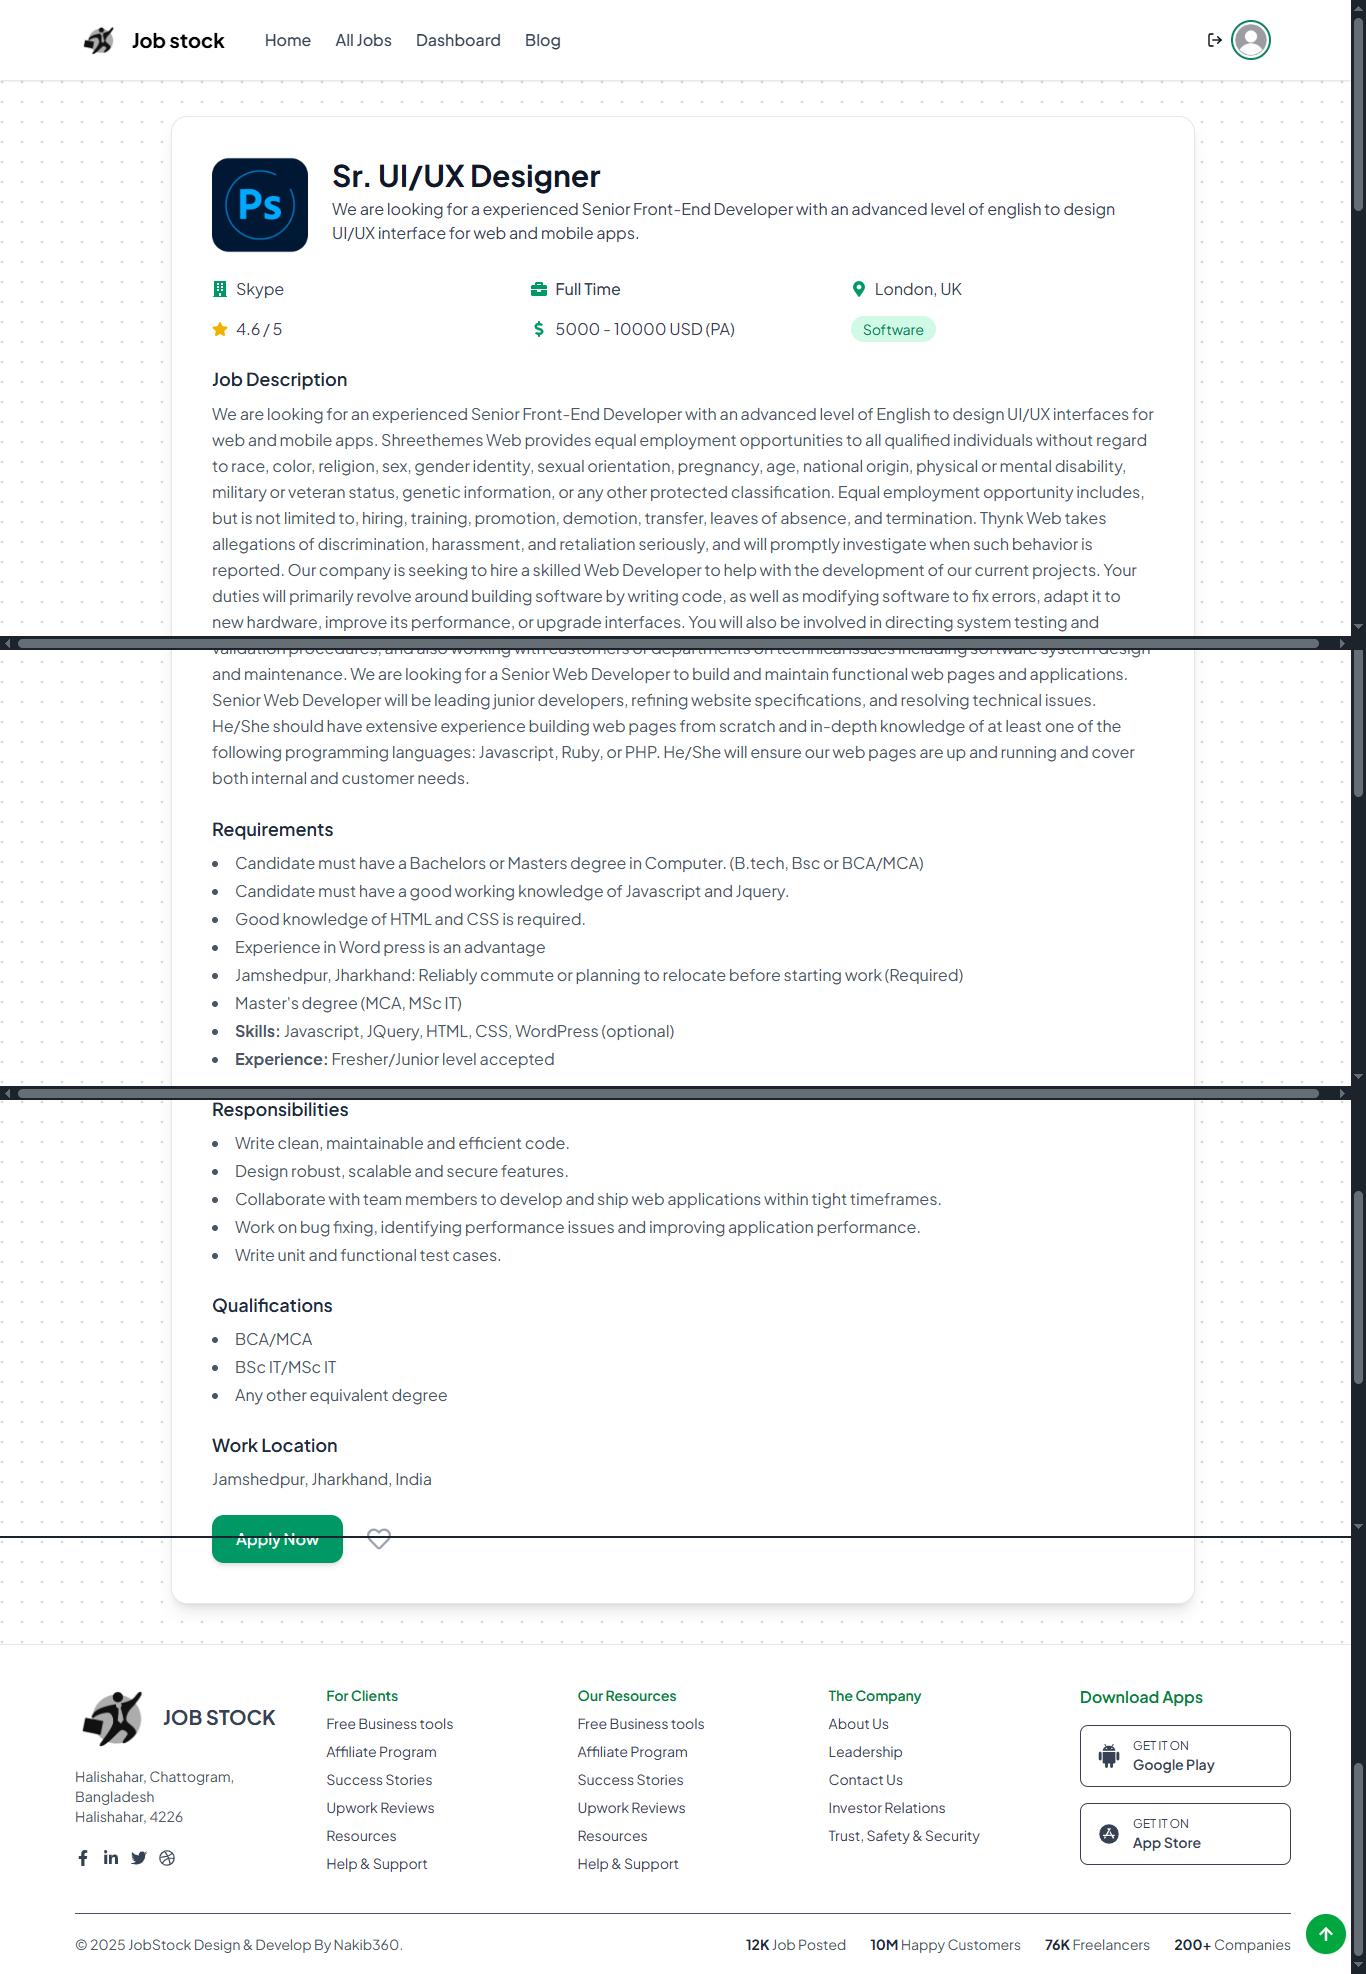 Job stock
Home
All Jobs
Dashboard
Blog
Ps
Sr. UI/UX Designer
We are looking for a experienced Senior Front-End Developer with an advanced level of english to design
UI/UX interface for web and mobile apps.
Skype
Full Time
London, UK
4.6 / 5
5000 - 10000 USD (PA)
Software
Job Description
We are looking for an experienced Senior Front-End Developer with an advanced level of English to design UI/UX interfaces for
web and mobile apps. Shreethemes Web provides equal employment opportunities to all qualified individuals without regard
to race, color, religion, sex, gender identity, sexual orientation, pregnancy, age, national origin, physical or mental disability,
military or veteran status, genetic information, or any other protected classification. Equal employment opportunity includes,
but is not limited to, hiring, training, promotion, demotion, transfer, leaves of absence, and termination. Thynk Web takes
allegations of discrimination, harassment, and retaliation seriously, and will promptly investigate when such behavior is
reported. Our company is seeking to hire a skilled Web Developer to help with the development of our current projects. Your
duties will primarily revolve around building software by writing code, as well as modifying software to fix errors, adapt it to
new hardware, improve its performance, or upgrade interfaces. You will also be involved in directing system testing and
validation procedures, and also working with customers or departments on technical issues including software system design
and maintenance. We are looking for a Senior Web Developer to build and maintain functional web pages and applications.
Senior Web Developer will be leading junior developers, refining website specifications, and resolving technical issues.
He/She should have extensive experience building web pages from scratch and in-depth knowledge of at least one of the
following programming languages: Javascript, Ruby, or PHP. He/She will ensure our web pages are up and running and cover
both internal and customer needs.
Requirements
Candidate must have a Bachelors or Masters degree in Computer. (B.tech, Bsc or BCA/MCA)
Candidate must have a good working knowledge of Javascript and Jquery.
Good knowledge of HTML and CSS is required.
Experience in Word press is an advantage
Jamshedpur, Jharkhand: Reliably commute or planning to relocate before starting work (Required)
Master's degree (MCA, MSc IT)
Skills: Javascript, JQuery, HTML, CSS, WordPress (optional)
Experience: Fresher/Junior level accepted
Responsibilities
Write clean, maintainable and efficient code.
Design robust, scalable and secure features.
Collaborate with team members to develop and ship web applications within tight timeframes.
Work on bug fixing, identifying performance issues and improving application performance.
Write unit and functional test cases.
Qualifications
BCA/MCA
BSc IT/MSc IT
Any other equivalent degree
Work Location
Jamshedpur, Jharkhand, India
Apply Now
JOB STOCK
Halishahar, Chattogram,
Bangladesh
Halishahar, 4226
For Clients
Free Business tools
Affiliate Program
Success Stories
Upwork Reviews
Resources
Help & Support
Our Resources
Free Business tools
Affiliate Program
Success Stories
Upwork Reviews
Resources
Help & Support
The Company
About Us
Leadership
Contact Us
Investor Relations
Trust, Safety & Security
Download Apps
GET IT ON
Google Play
GET IT ON
App Store
© 2025 JobStock Design & Develop By Nakib360.
12K Job Posted
10M Happy Customers
76K Freelancers
200+ Companies